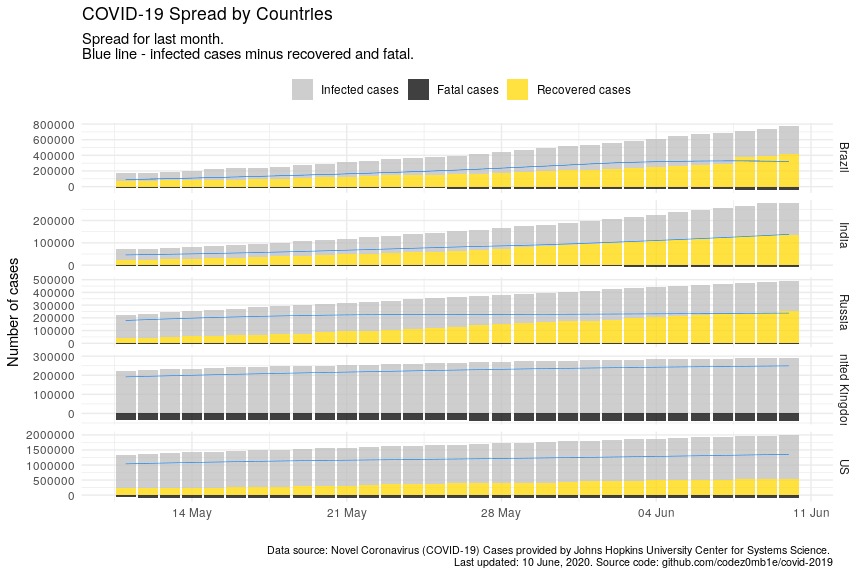 COVID-19 Spread by Countries
Spread for last month.
Blue line - infected cases minus recovered and fatal.
Infected cases Fatal cases Recovered cases
Number of cases
800000
600000
400000
200000
0
Brazil
200000
100000
0
India
500000
400000
300000
200000
100000
0
Russia
300000
200000
100000
0
nited Kingdor
2000000
1500000
1000000
500000
0
US
14 May 21 May 28 May 04 Jun 11 Jun
Data source: Novel Coronavirus (COVID-19) Cases provided by Johns Hopkins University Center for Systems Science.
Last updated: 10 June, 2020. Source code: github.com/codez0mb1e/covid-2019